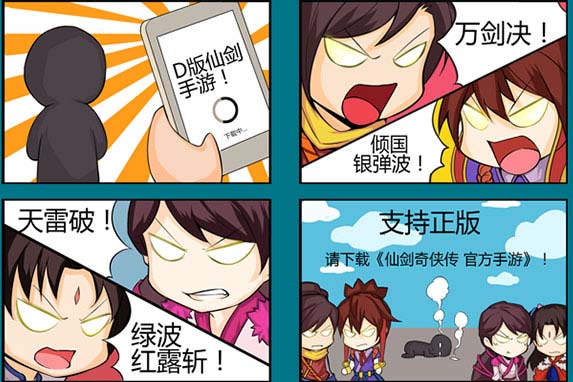 D版仙剑
手游！
下载中...
万剑决！
倾国
银弹波！
天雷破！
绿波
红露斩！
支持正版
请下载《仙剑奇侠传 官方手游》！